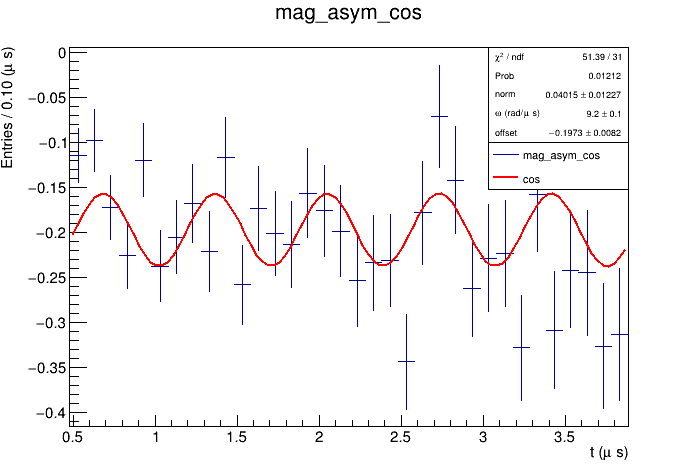 mag_asym_cos
Entries / 0.10 (μ s)
0
−0.05
−0.1
−0.15
−0.2
−0.25
−0.3
−0.35
−0.4
χ² / ndf 51.39 / 31
Prob 0.01212
norm 0.04015 ± 0.01227
ω (rad/μ s) 9.2 ± 0.1
offset −0.1973 ± 0.0082
mag_asym_cos
cos
0.5 1 1.5 2 2.5 3 3.5
t (μ s)